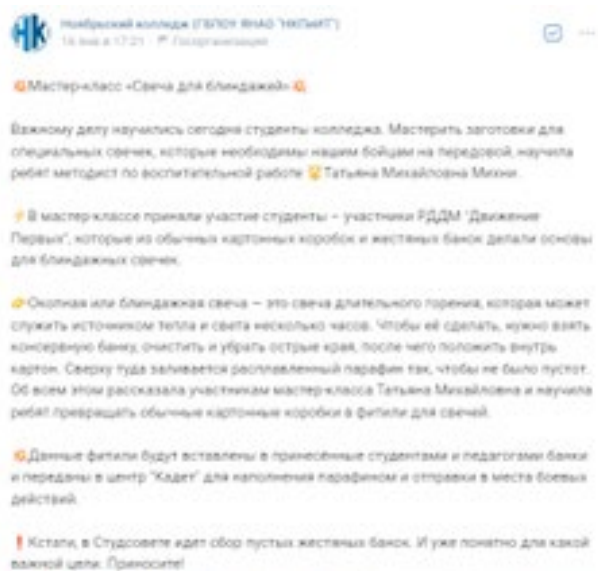 НК
Ноябрьский колледж (ГБПОУ ЯНАО "НКПиИТ")
16 янв в 17:21 Госорганизация
Мастер-класс «Свеча для блиндажей»
Важному делу научились сегодня студенты колледжа. Мастерить заготовки для
специальных свечек, которые необходимы нашим бойцам на передовой, научила
ребят методист по воспитательной работе Татьяна Михайловна
В мастер-классе приняли участие студенты – участники РДДМ "Движение
Первых", которые из обычных картонных коробок и жестяных банок делали основы
для блиндажных свечек.
Окопная или блиндажная свеча – это свеча длительного горения, которая может
служить источником тепла и света несколько часов. Чтобы её сделать, нужно взять
консервную банку, очистить и убрать острые края, после чего положить внутрь
картон. Сверху туда заливается расплавленный парафин так, чтобы не было пустот.
Об всем этом рассказала участникам мастер-класса Татьяна Михайловна и научила
ребят превращать обычные картонные коробки в фитили для свечей.
Данные фитили будут вставлены в принесённые студентами и педагогами банки
и переданы в центр "Кадет" для наполнения парафином и отправки в места боевых
действий.
Кстати, в Студсовете идет сбор пустых жестяных банок. И уже понятно для какой
важной цели. Приносите!